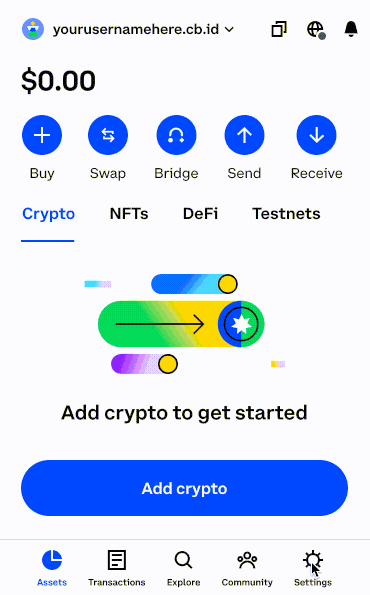 yourusernamehere.cb.id
$0.00
Buy Swap Bridge Send Receive
Crypto NFTs DeFi Testnets
Add crypto to get started
Add crypto
Assets Transactions Explore Community Settings